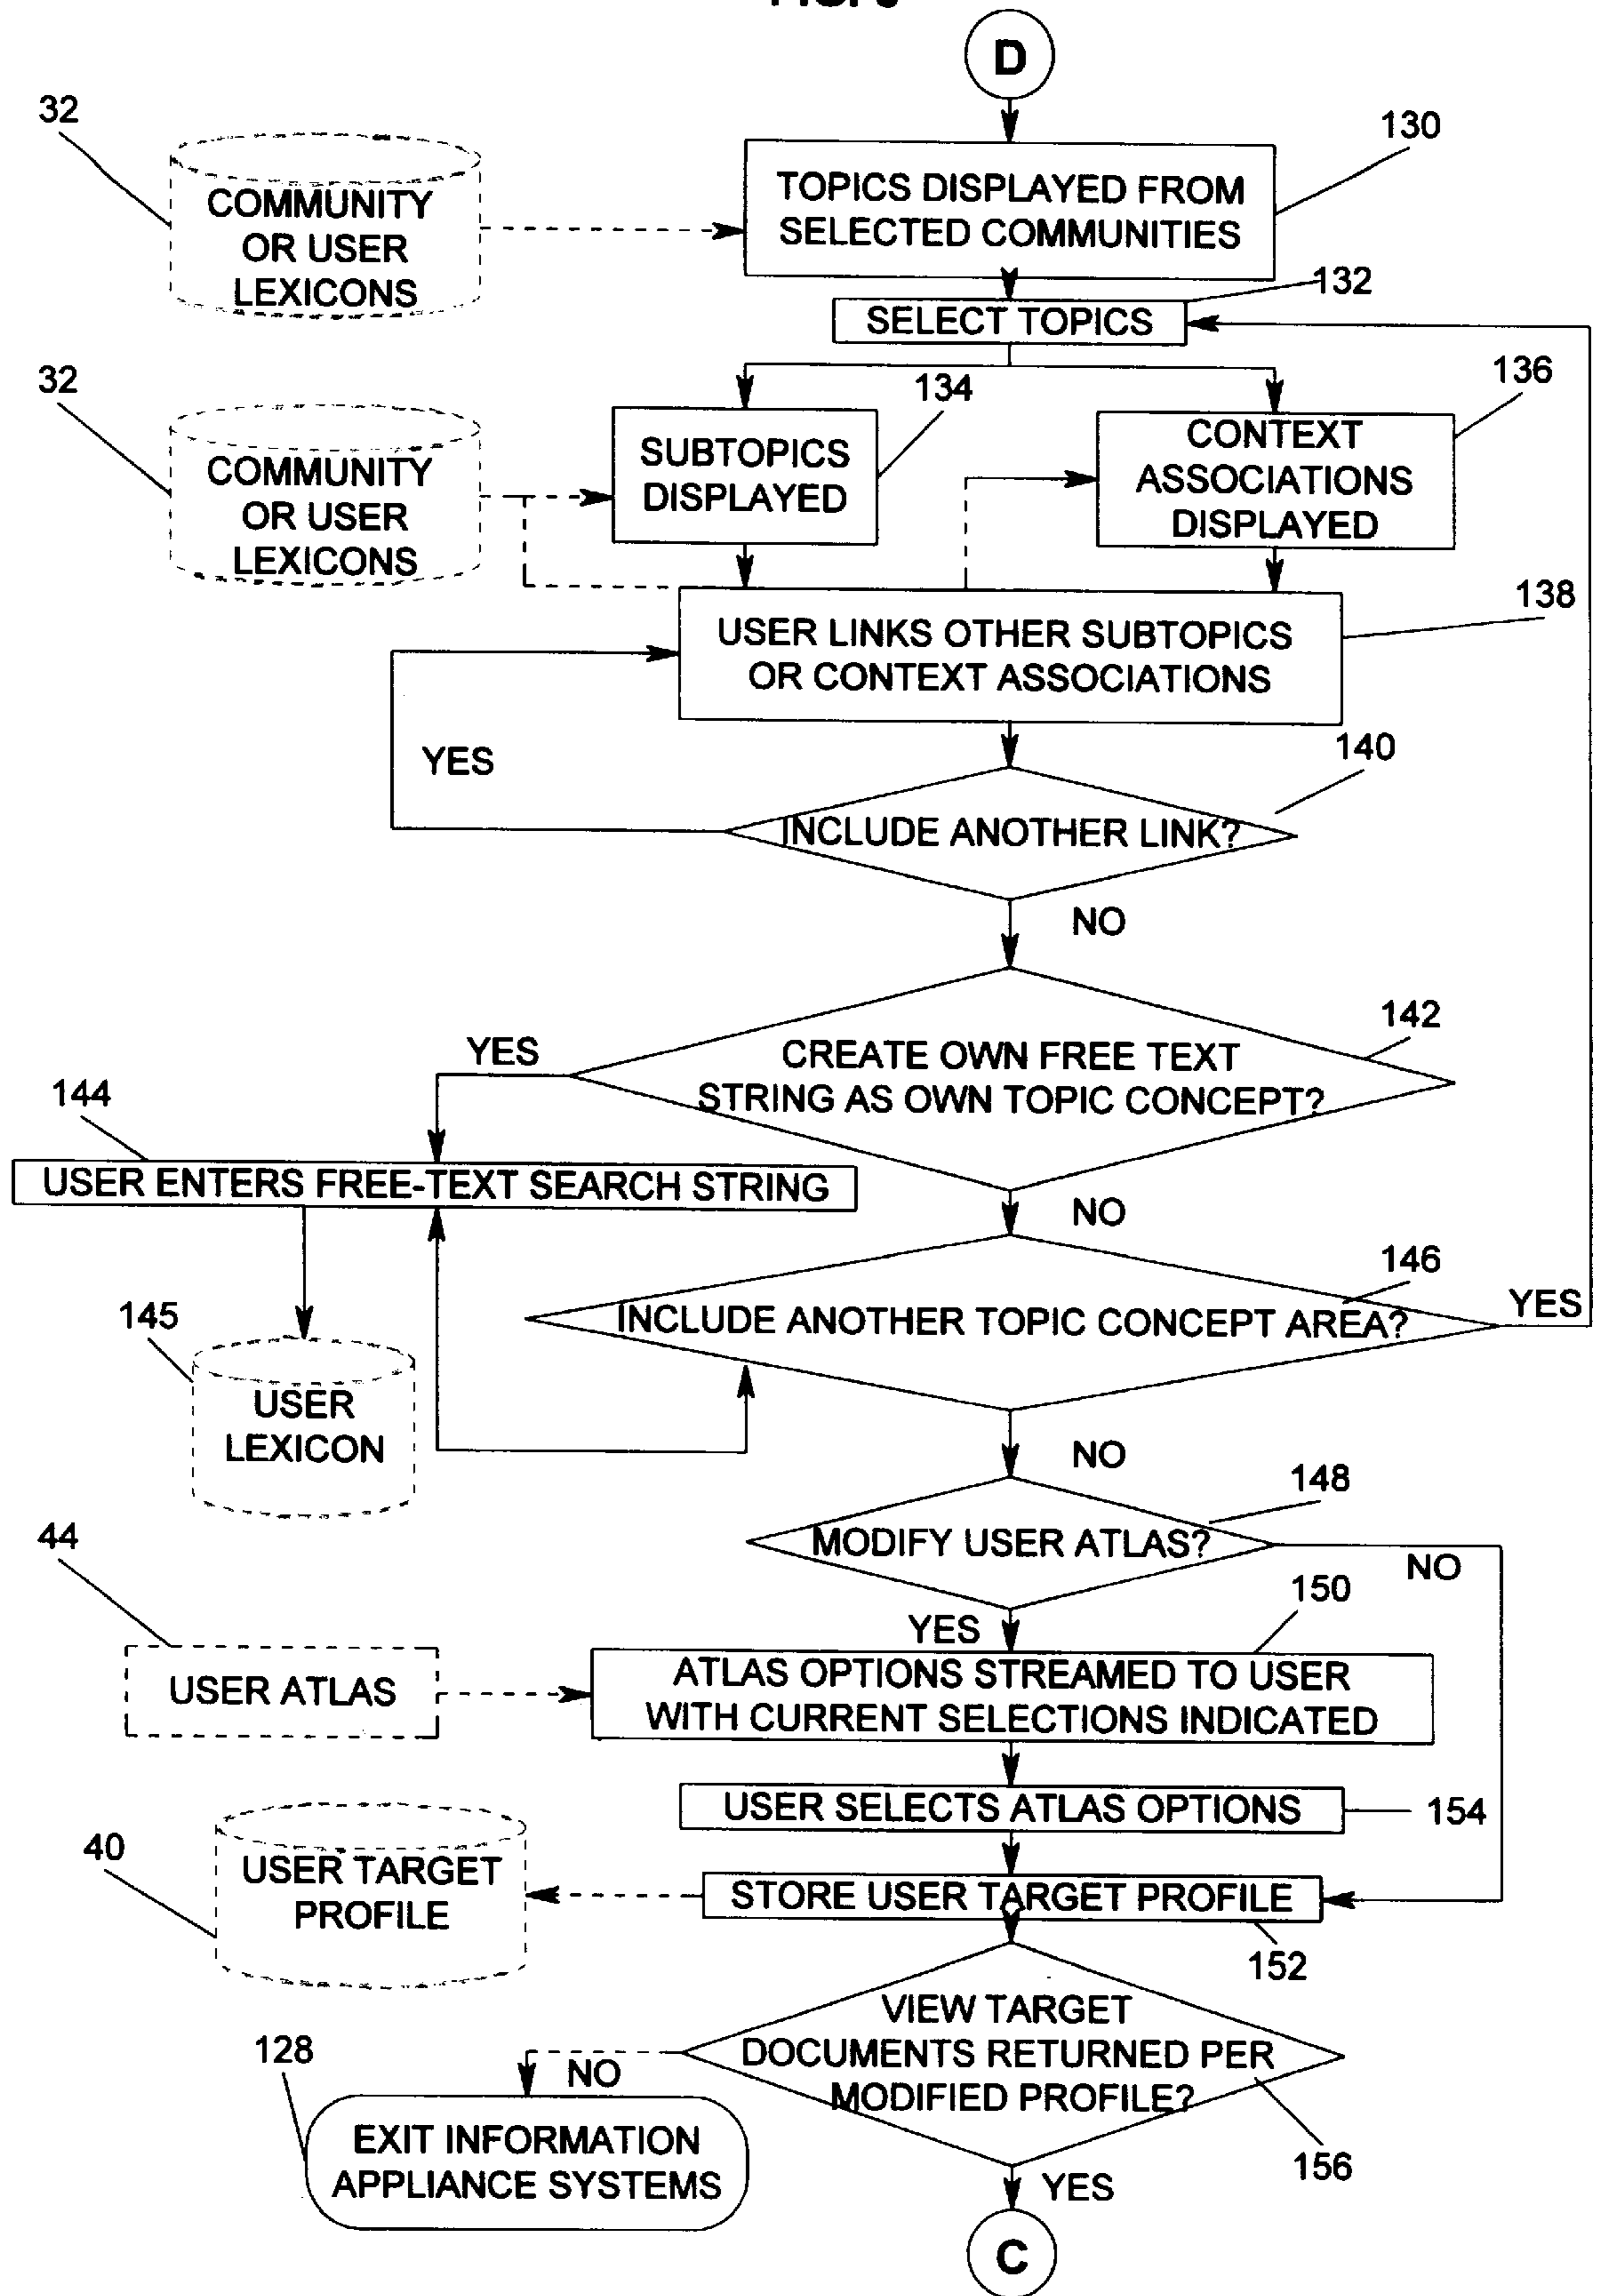 D
32
130
COMMUNITY
OR USER
LEXICONS
TOPICS DISPLAYED FROM
SELECTED COMMUNITIES
132
SELECT TOPICS
32
134
136
COMMUNITY
OR USER
LEXICONS
SUBTOPICS
DISPLAYED
CONTEXT
ASSOCIATIONS
DISPLAYED
138
USER LINKS OTHER SUBTOPICS
OR CONTEXT ASSOCIATIONS
YES
140
INCLUDE ANOTHER LINK?
NO
142
YES
CREATE OWN FREE TEXT
STRING AS OWN TOPIC CONCEPT?
144
USER ENTERS FREE-TEXT SEARCH STRING
NO
146
YES
INCLUDE ANOTHER TOPIC CONCEPT AREA?
145
USER
LEXICON
NO
148
MODIFY USER ATLAS?
NO
44
150
YES
USER ATLAS
ATLAS OPTIONS STREAMED TO USER
WITH CURRENT SELECTIONS INDICATED
USER SELECTS ATLAS OPTIONS
154
40
USER TARGET
PROFILE
STORE USER TARGET PROFILE
152
VIEW TARGET
DOCUMENTS RETURNED PER
MODIFIED PROFILE?
128
NO
156
EXIT INFORMATION
APPLIANCE SYSTEMS
YES
C